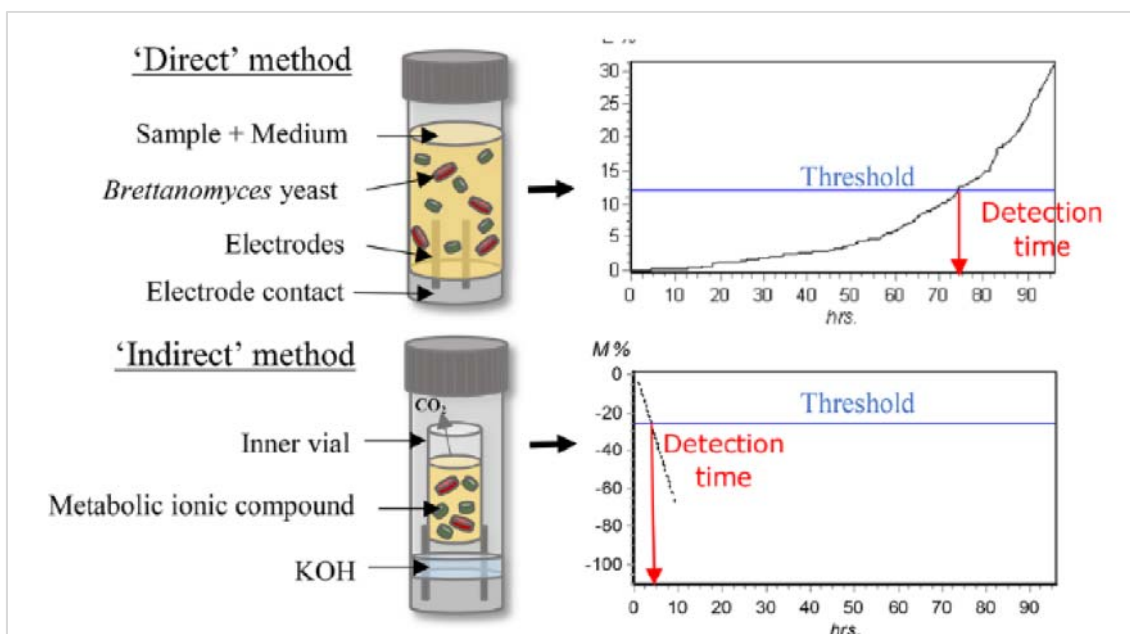 'Direct' method
Sample + Medium
Brettanomyces yeast
Electrodes
Electrode contact
30
25
20
15
10
5
0
Threshold
Detection
time
0 10 20 30 40 50 60 70 80 90
hrs.
'Indirect' method
CO₂
Inner vial
Metabolic ionic compound
KOH
M %
0
-20
-40
-60
-80
-100
Threshold
Detection
time
0 10 20 30 40 50 60 70 80 90
hrs.